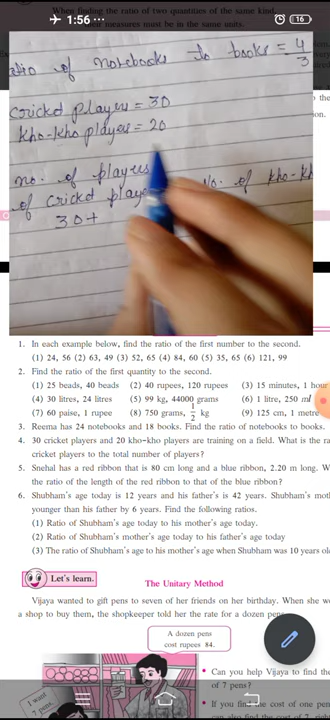 1:56
16
When finding the ratio of two quantities of the same kind,
their measures must be in the same units.
ratio of notebooks to books = 4/3
Cricket players = 30
Kho-kho players = 20
no. of players
of cricket No. of kho-kh
30+
1. In each example below, find the ratio of the first number to the second.
(1) 24, 56 (2) 63, 49 (3) 52, 65 (4) 84, 60 (5) 35, 65 (6) 121, 99
2. Find the ratio of the first quantity to the second.
(1) 25 beads, 40 beads (2) 40 rupees, 120 rupees (3) 15 minutes, 1 hour
(4) 30 litres, 24 litres (5) 99 kg, 44000 grams (6) 1 litre, 250 ml
(7) 60 paise, 1 rupee (8) 750 grams, 1/2 kg (9) 125 cm, 1 metre
3. Reema has 24 notebooks and 18 books. Find the ratio of notebooks to books.
4. 30 cricket players and 20 kho-kho players are training on a field. What is the ra
cricket players to the total number of players?
5. Snehal has a red ribbon that is 80 cm long and a blue ribbon, 2.20 m long. W
the ratio of the length of the red ribbon to that of the blue ribbon?
6. Shubham's age today is 12 years and his father's is 42 years. Shubham's mot
younger than his father by 6 years. Find the following ratios.
(1) Ratio of Shubham's age today to his mother's age today.
(2) Ratio of Shubham's mother's age today to his father's age today
(3) The ratio of Shubham's age to his mother's age when Shubham was 10 years ol
Let's learn.
The Unitary Method
Vijaya wanted to gift pens to seven of her friends on her birthday. When she we
a shop to buy them, the shopkeeper told her the rate for a dozen pens
A dozen pens
cost rupees 84.
I want
7 pens.
• Can you help Vijaya to find the
of 7 pens?
• If you find the cost of one pen
can also find the cost of